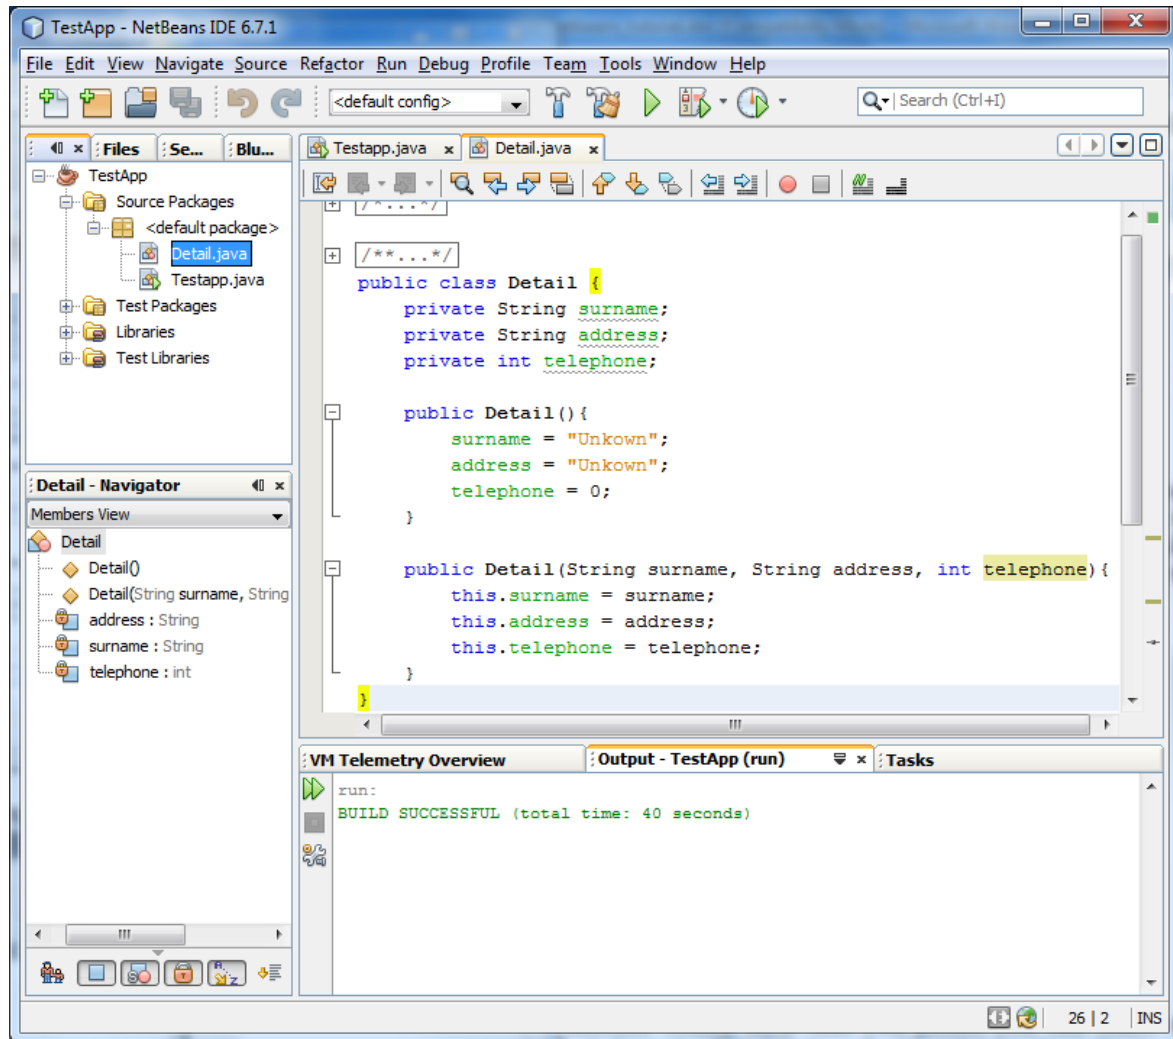 TestApp - NetBeans IDE 6.7.1
File Edit View Navigate Source Refactor Run Debug Profile Team Tools Window Help
<default config>
Search (Ctrl+I)
Files Se... Blu...
TestApp
Source Packages
<default package>
Detail.java
Testapp.java
Test Packages
Libraries
Test Libraries
Detail - Navigator
Members View
Detail
Detail()
Detail(String surname, String
address : String
surname : String
telephone : int
Testapp.java Detail.java
/*...*/
/**...*/
public class Detail {
private String surname;
private String address;
private int telephone;
public Detail(){
surname = "Unkown";
address = "Unkown";
telephone = 0;
}
public Detail(String surname, String address, int telephone){
this.surname = surname;
this.address = address;
this.telephone = telephone;
}
}
VM Telemetry Overview Output - TestApp (run) Tasks
run:
BUILD SUCCESSFUL (total time: 40 seconds)
26 | 2 INS